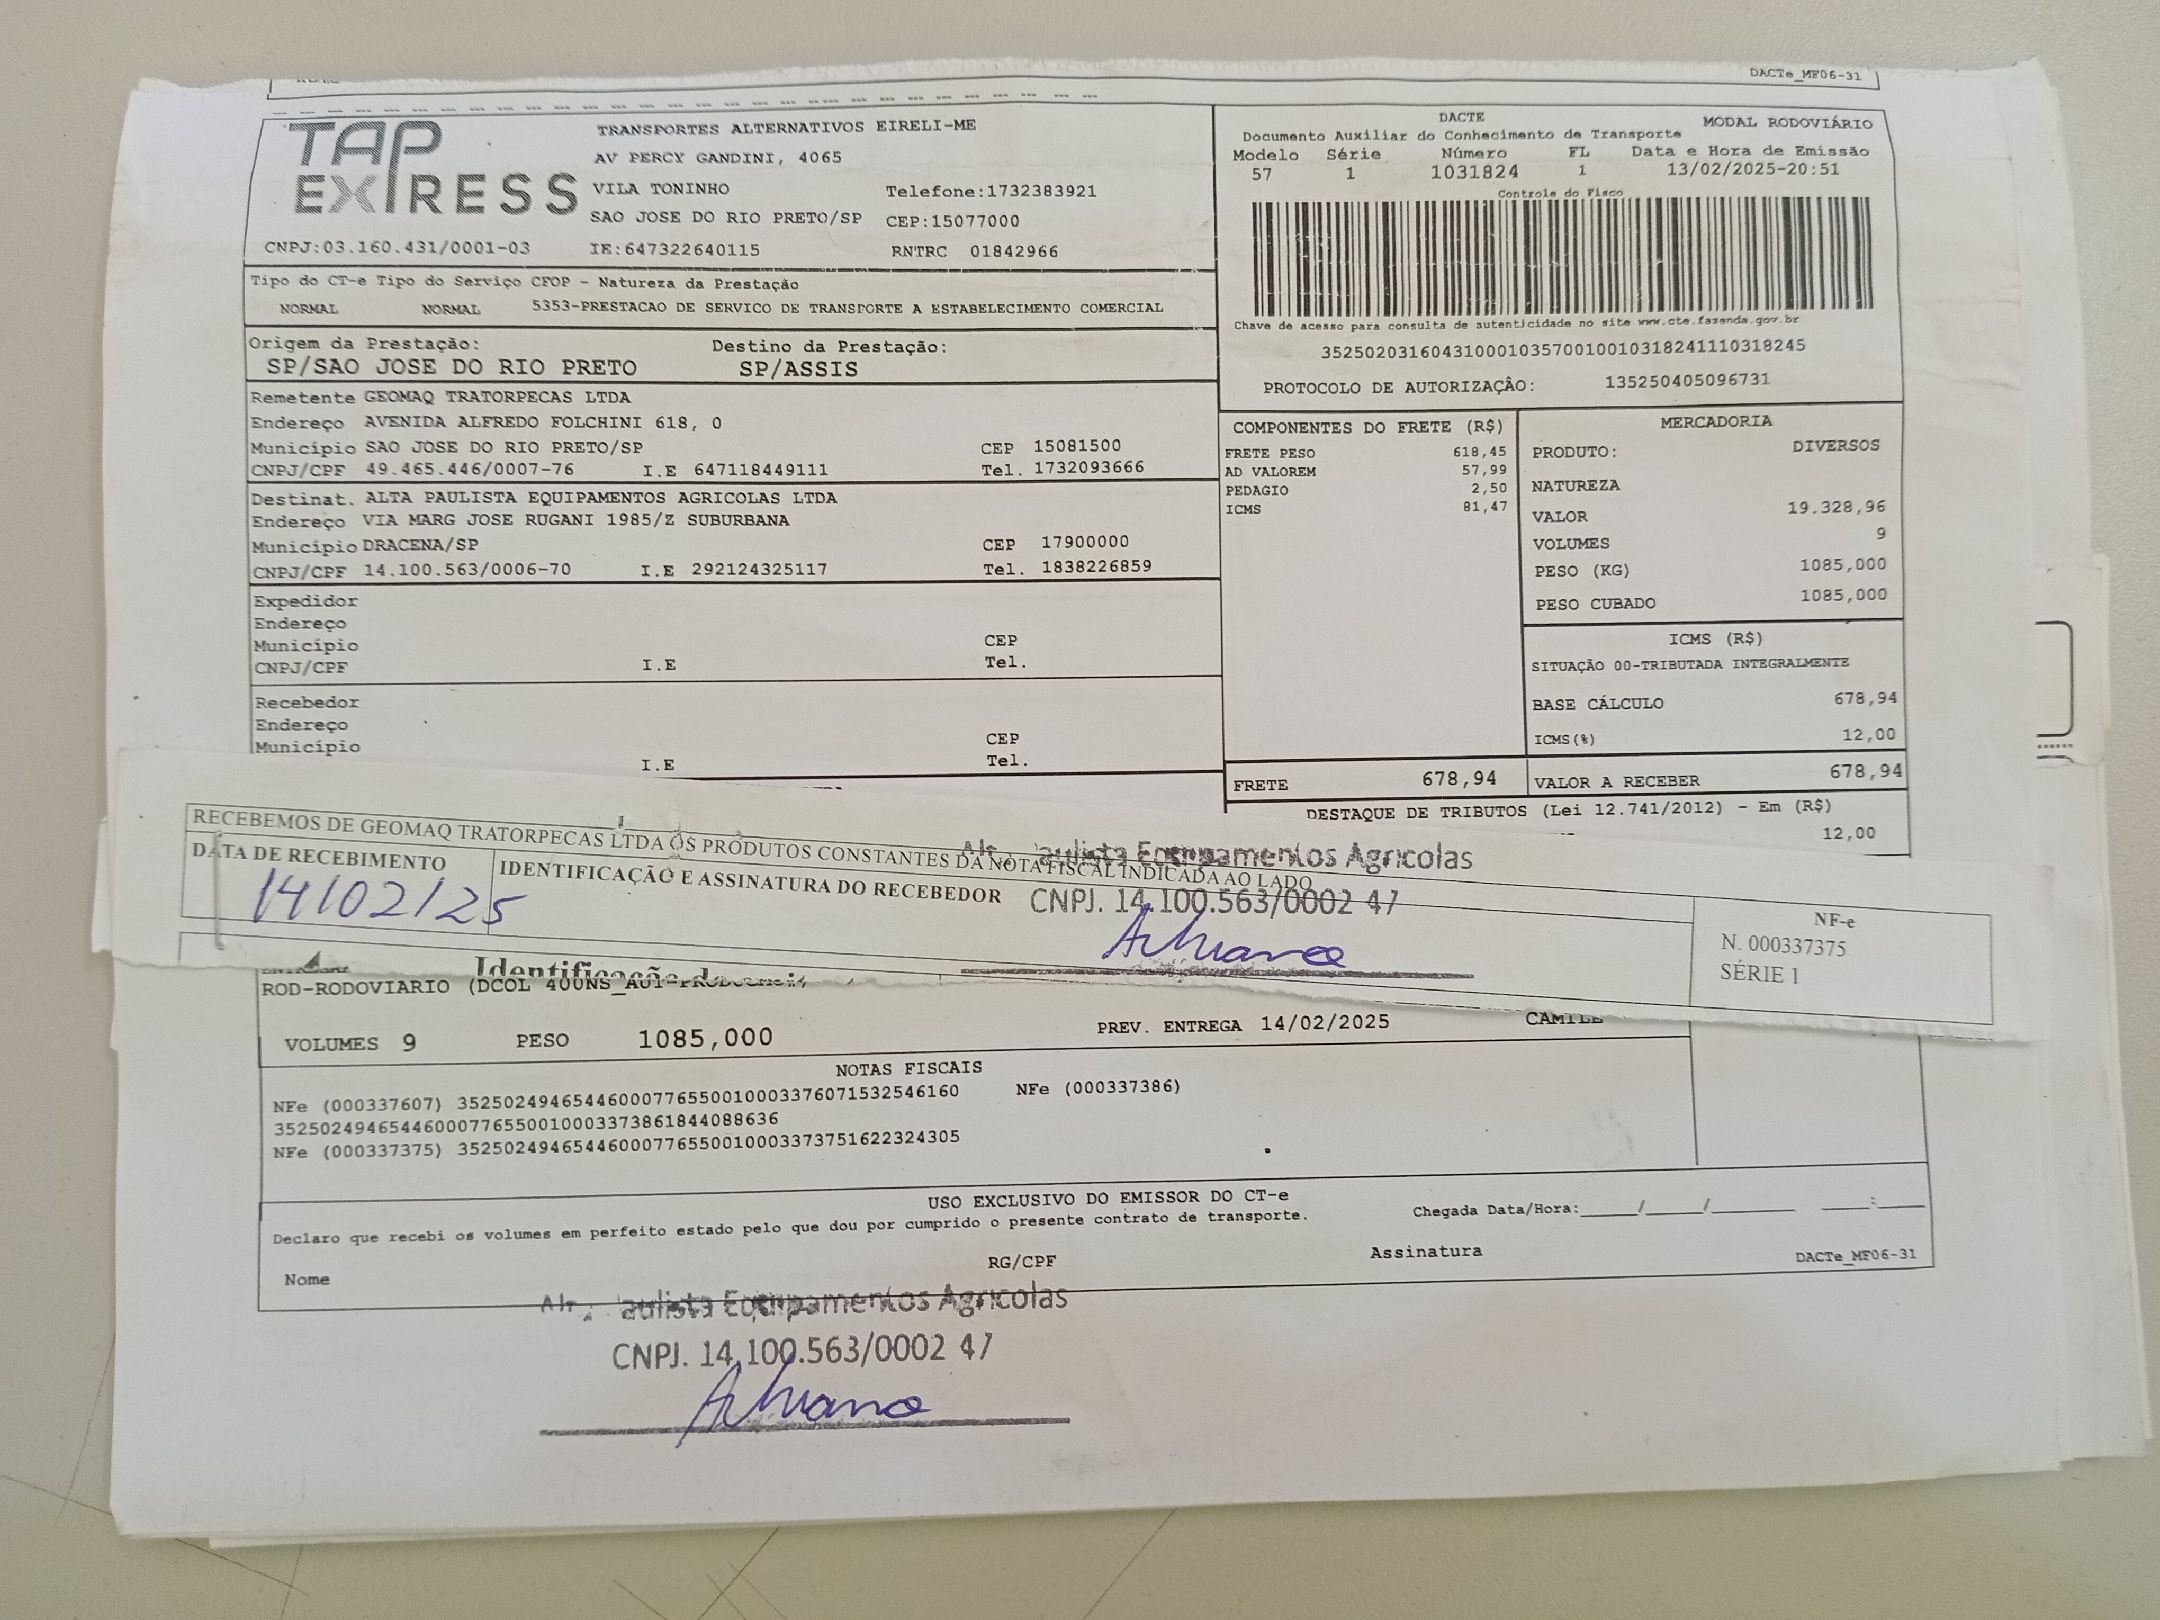 DACTe_MF06-31
TAP EXPRESS
TRANSPORTES ALTERNATIVOS EIRELI-ME
AV PERCY GANDINI, 4065
VILA TONINHO Telefone:1732383921
SAO JOSE DO RIO PRETO/SP CEP:15077000
CNPJ:03.160.431/0001-03 IE:647322640115 RNTRC 01842966
DACTE MODAL RODOVIÁRIO
Documento Auxiliar do Conhecimento de Transporte
Modelo Série Número FL Data e Hora de Emissão
57 1 1031824 1 13/02/2025-20:51
Controle do Fisco
Chave de acesso para consulta de autenticidade no site www.cte.fazenda.gov.br
35250203160431000103570010010318241110318245
PROTOCOLO DE AUTORIZAÇÃO: 135250405096731
Tipo do CT-e Tipo do Serviço CFOP - Natureza da Prestação
NORMAL NORMAL 5353-PRESTACAO DE SERVICO DE TRANSPORTE A ESTABELECIMENTO COMERCIAL
Origem da Prestação: Destino da Prestação:
SP/SAO JOSE DO RIO PRETO SP/ASSIS
Remetente GEOMAQ TRATORPECAS LTDA
Endereço AVENIDA ALFREDO FOLCHINI 618, 0
Município SAO JOSE DO RIO PRETO/SP CEP 15081500
CNPJ/CPF 49.465.446/0007-76 I.E 647118449111 Tel. 1732093666
Destinat. ALTA PAULISTA EQUIPAMENTOS AGRICOLAS LTDA
Endereço VIA MARG JOSE RUGANI 1985/Z SUBURBANA
Município DRACENA/SP CEP 17900000
CNPJ/CPF 14.100.563/0006-70 I.E 292124325117 Tel. 1838226859
Expedidor
Endereço
Município CEP
CNPJ/CPF I.E Tel.
Recebedor
Endereço
Município CEP
I.E Tel.
COMPONENTES DO FRETE (R$)
FRETE PESO 618,45
AD VALOREM 57,99
PEDAGIO 2,50
ICMS 81,47
FRETE 678,94
MERCADORIA
PRODUTO: DIVERSOS
NATUREZA
VALOR 19.328,96
VOLUMES 9
PESO (KG) 1085,000
PESO CUBADO 1085,000
ICMS (R$)
SITUAÇÃO 00-TRIBUTADA INTEGRALMENTE
BASE CÁLCULO 678,94
ICMS(%) 12,00
VALOR A RECEBER 678,94
DESTAQUE DE TRIBUTOS (Lei 12.741/2012) - Em (R$)
12,00
RECEBEMOS DE GEOMAQ TRATORPECAS LTDA OS PRODUTOS CONSTANTES DA NOTA FISCAL INDICADA AO LADO
DATA DE RECEBIMENTO IDENTIFICAÇÃO E ASSINATURA DO RECEBEDOR
14/02/25
aulista Equipamentos Agricolas
CNPJ. 14.100.563/0002 47
NF-e
N. 000337375
SÉRIE 1
Identificação do
ROD-RODOVIARIO (DCOL
VOLUMES 9 PESO 1085,000 PREV. ENTREGA 14/02/2025
NOTAS FISCAIS
NFe (000337607) 35250249465446000776550010003376071532546160 NFe (000337386)
35250249465446000776550010003373861844088636
NFe (000337375) 35250249465446000776550010003373751622324305
USO EXCLUSIVO DO EMISSOR DO CT-e
Declaro que recebi os volumes em perfeito estado pelo que dou por cumprido o presente contrato de transporte.
Chegada Data/Hora:_____/_____/_______ ____:____
Nome RG/CPF Assinatura DACTe_MF06-31
aulista Equipamentos Agricolas
CNPJ. 14.100.563/0002 47